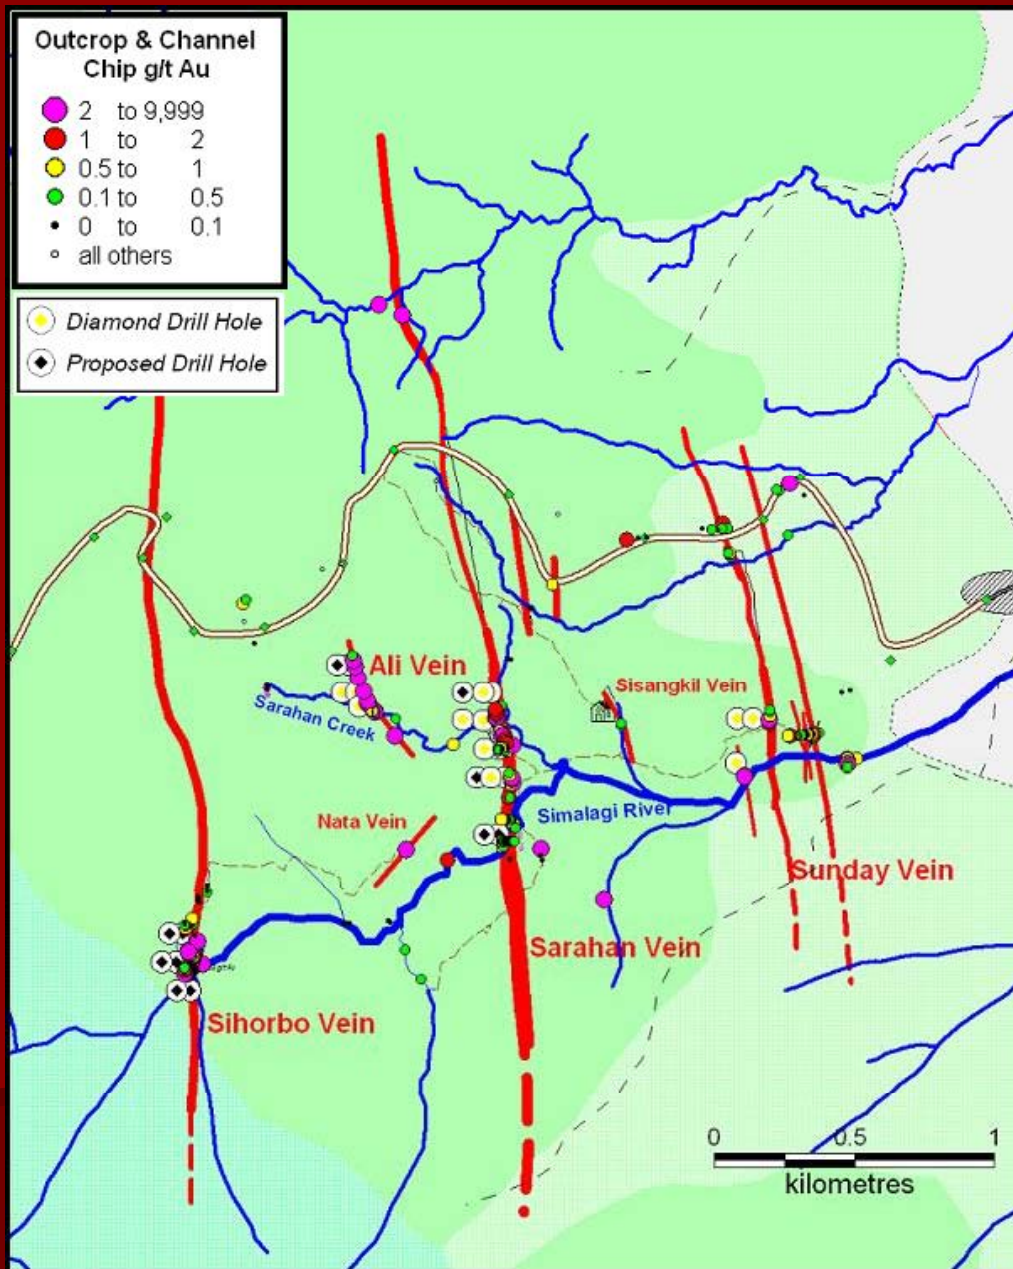 Outcrop & Channel
Chip g/t Au
2 to 9,999
1 to 2
0.5 to 1
0.1 to 0.5
0 to 0.1
all others
Diamond Drill Hole
Proposed Drill Hole
Ali Vein
Sisangkil Vein
Sarahan Creek
Simalagi River
Nata Vein
Sunday Vein
Sarahan Vein
Sihorbo Vein
0 0.5 1
kilometres